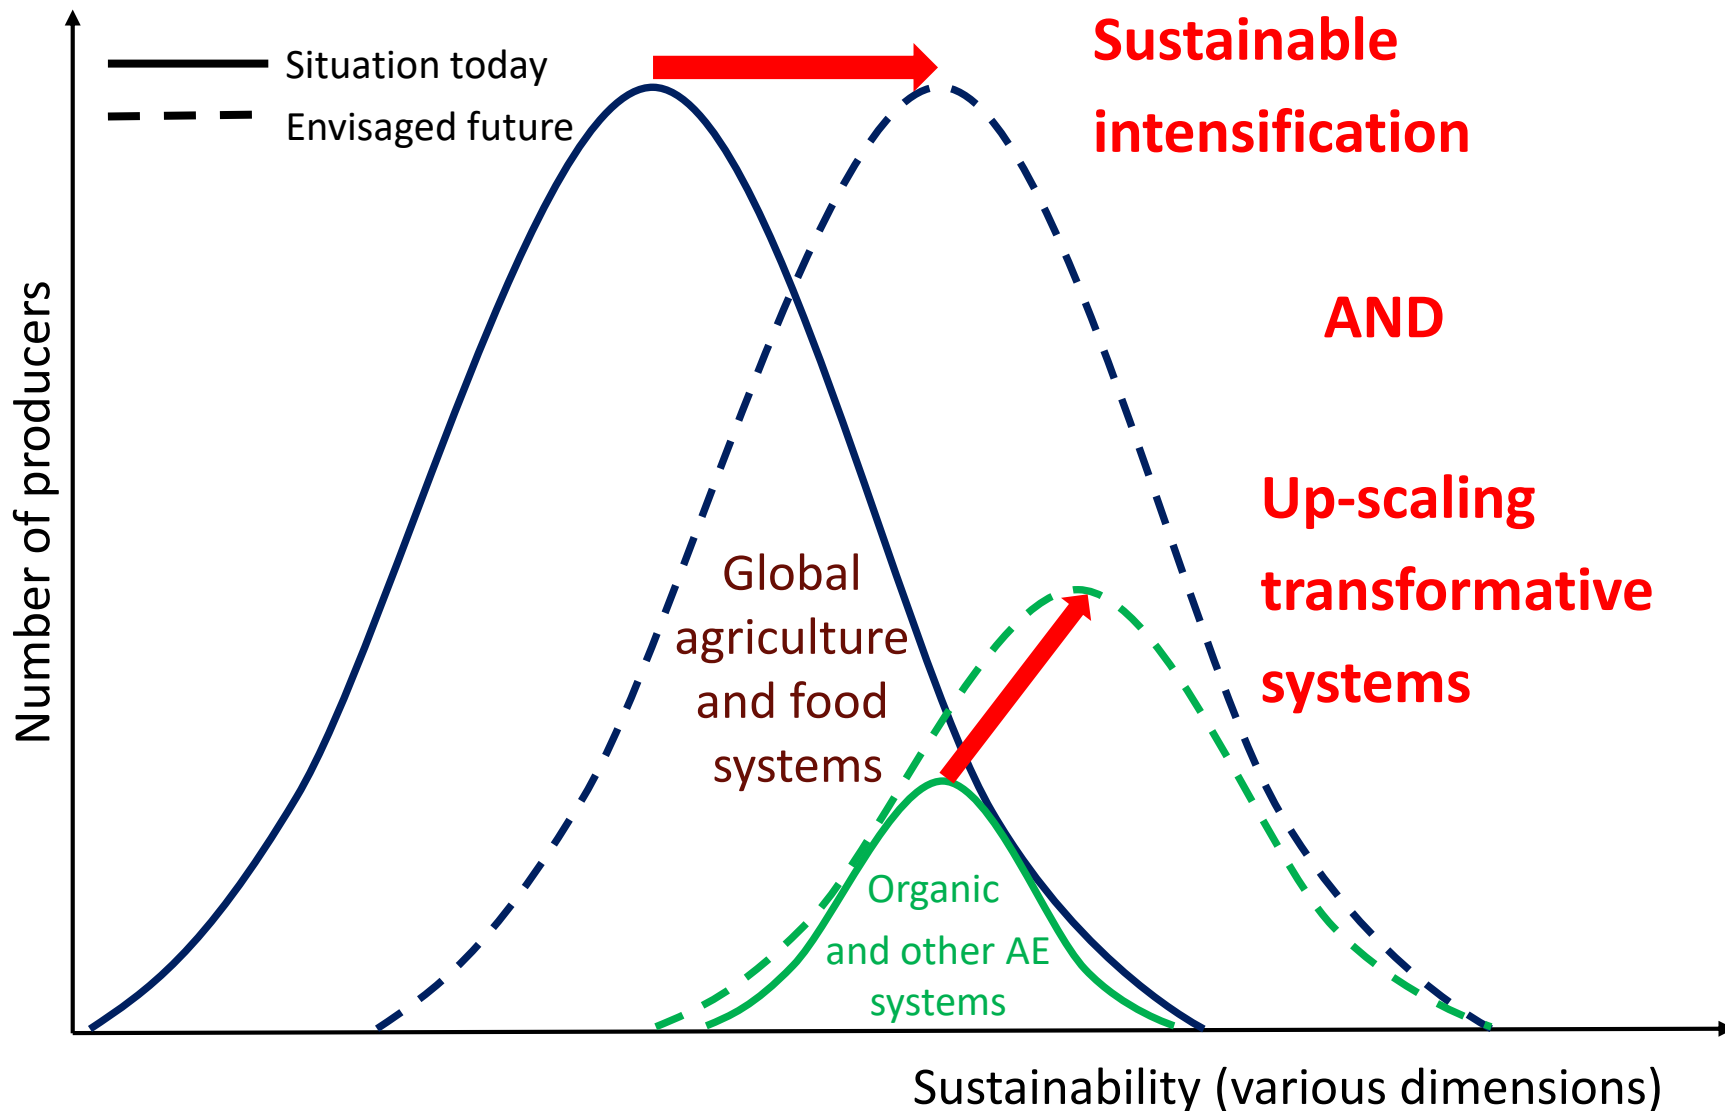 Situation today
Envisaged future
Sustainable
intensification
AND
Up-scaling
transformative
systems
Number of producers
Global
agriculture
and food
systems
Organic
and other AE
systems
Sustainability (various dimensions)